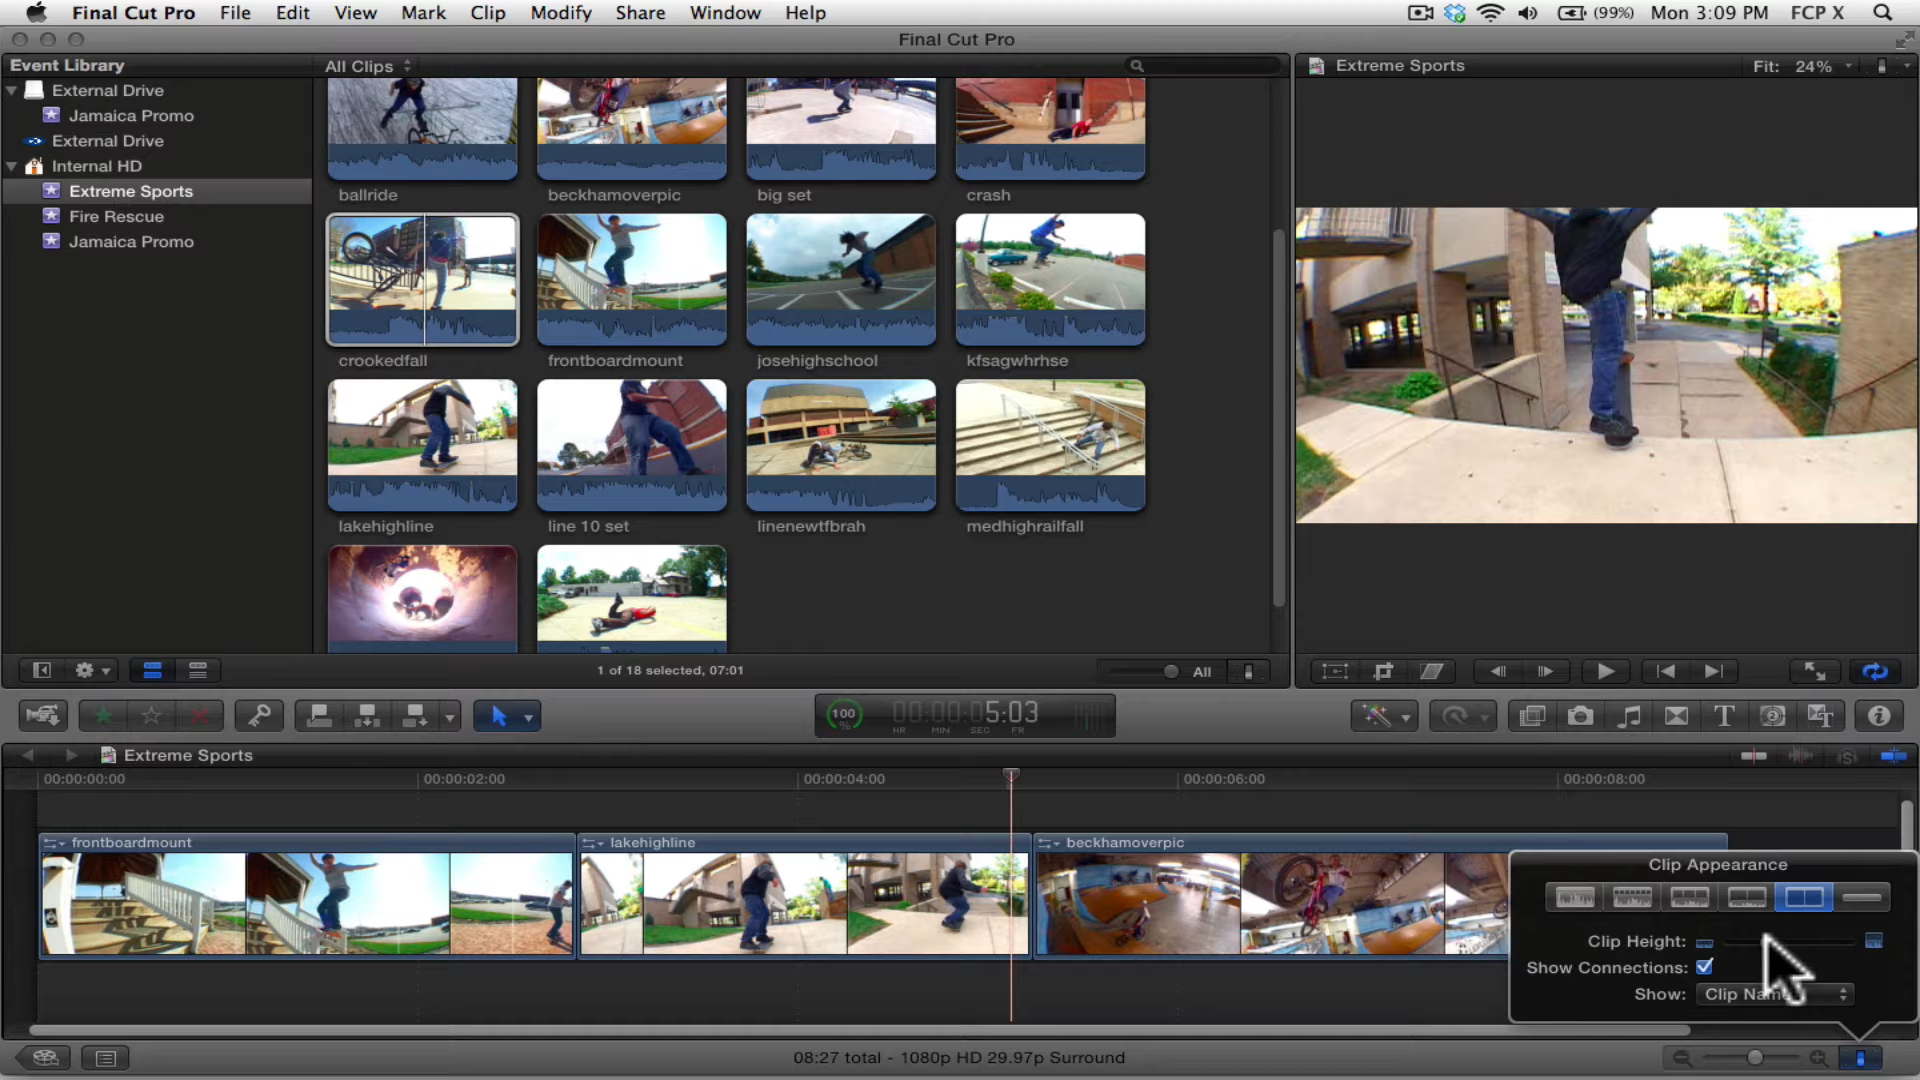 Final Cut Pro File Edit View Mark Clip Modify Share Window Help (99%) Mon 3:09 PM FCP X
Final Cut Pro
Event Library
All Clips
Extreme Sports
Fit: 24%
External Drive
Jamaica Promo
External Drive
Internal HD
Extreme Sports
Fire Rescue
Jamaica Promo
ballride beckhamoverpic big set crash
crookedfall frontboardmount josehighschool kfsagwhrhse
lakehighline line 10 set linenewtfbrah medhighrailfall
1 of 18 selected, 07:01
All
100 %
00:00:05:03
HR MIN SEC FR
Extreme Sports
00:00:00:00 00:00:02:00 00:00:04:00 00:00:06:00 00:00:08:00
frontboardmount lakehighline beckhamoverpic
Clip Appearance
Clip Height:
Show Connections:
Show: Clip Names
08:27 total - 1080p HD 29.97p Surround